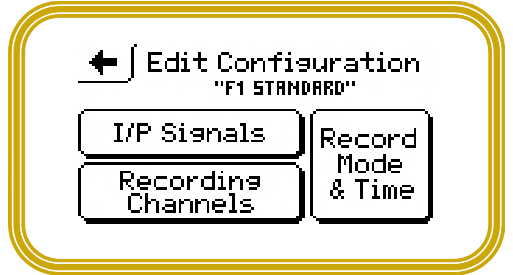 Edit Configuration
"F1 STANDARD"
I/P Signals
Recording
Channels
Record
Mode
& Time